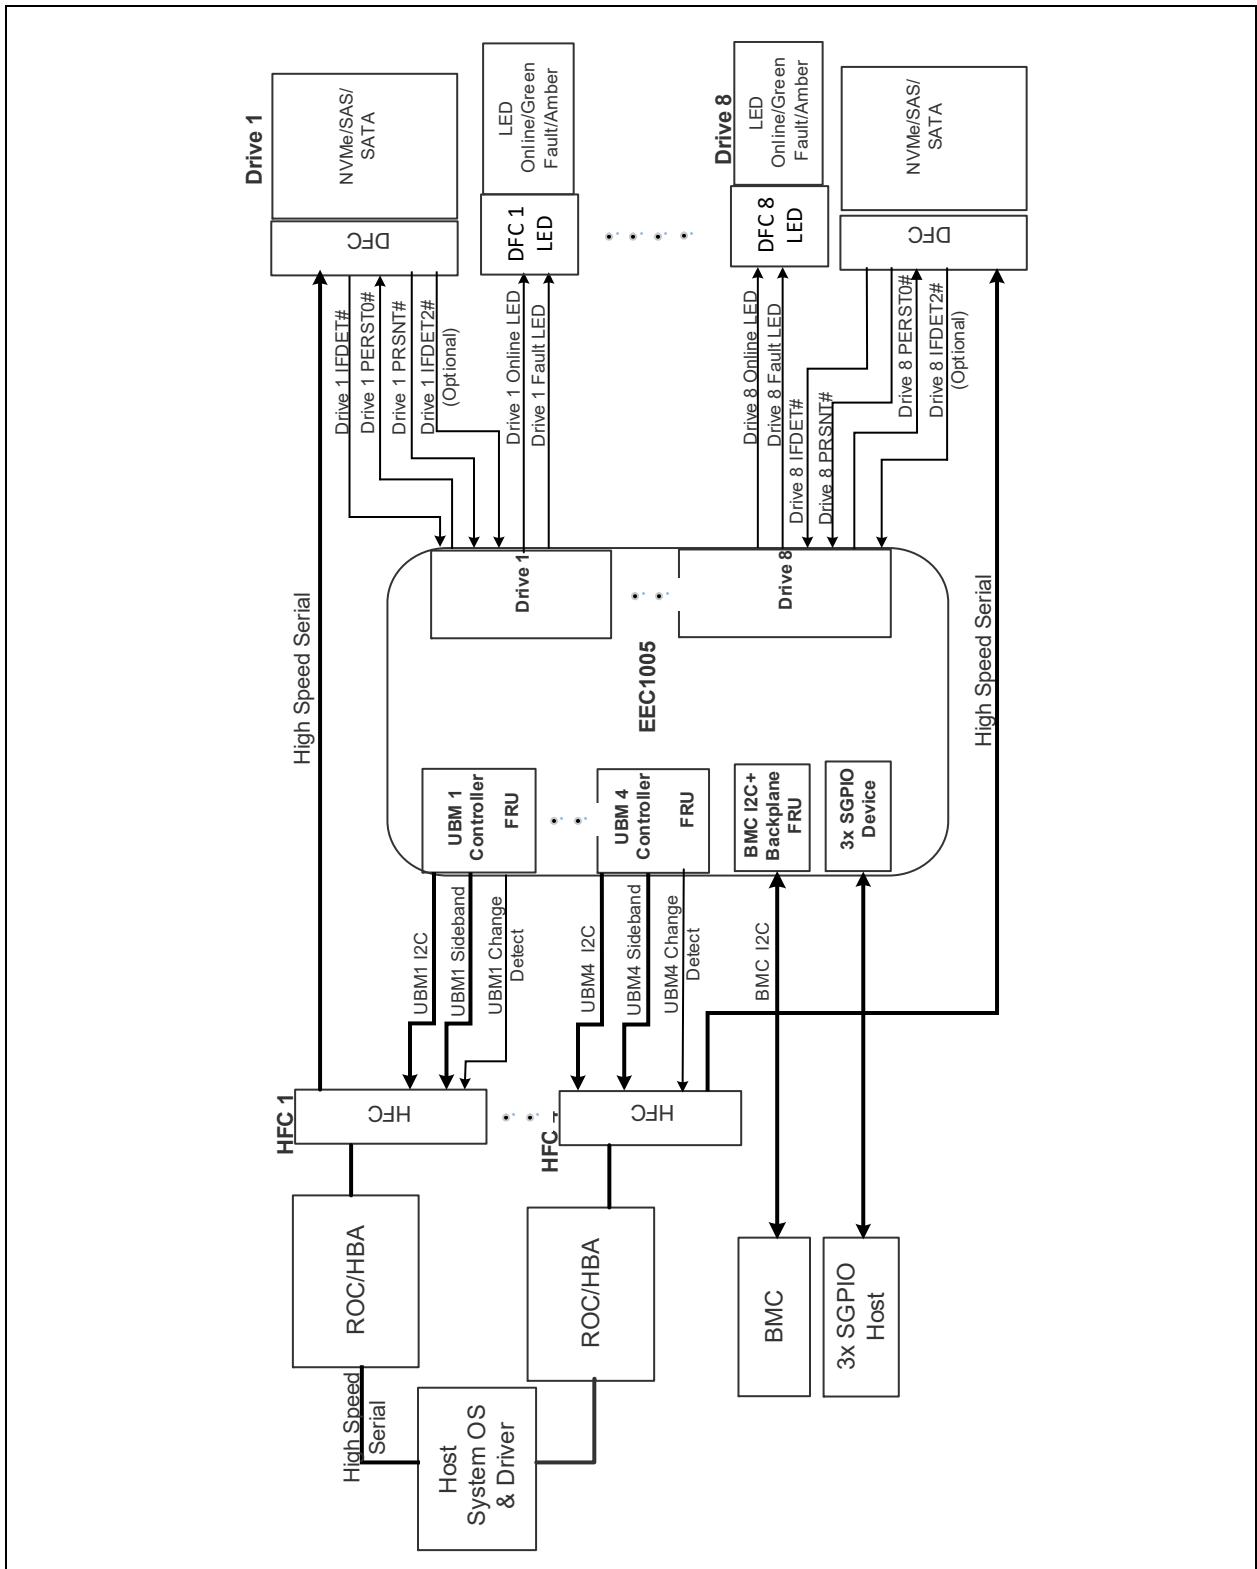 Drive 1
NVMe/SAS/
SATA
DFC
LED
Online/Green
Fault/Amber
DFC 1
LED
Drive 8
LED
Online/Green
Fault/Amber
DFC 8
LED
NVMe/SAS/
SATA
DFC
High Speed Serial
Drive 1 IFDET#
Drive 1 PERST0#
Drive 1 PRSNT#
Drive 1 IFDET2#
(Optional)
Drive 1 Online LED
Drive 1 Fault LED
Drive 8 Online LED
Drive 8 Fault LED
Drive 8 IFDET#
Drive 8 PRSNT#
Drive 8 PERST0#
Drive 8 IFDET2#
(Optional)
High Speed Serial
Drive 1
Drive 8
EEC1005
UBM 1
Controller
FRU
UBM 4
Controller
FRU
BMC I2C+
Backplane
FRU
3x SGPIO
Device
UBM1 I2C
UBM1 Sideband
UBM1 Change
Detect
UBM4 I2C
UBM4 Sideband
UBM4 Change
Detect
BMC I2C
HFC 1
HFC
HFC
HFC
ROC/HBA
ROC/HBA
BMC
3x SGPIO
Host
High Speed
Serial
Host
System OS
& Driver